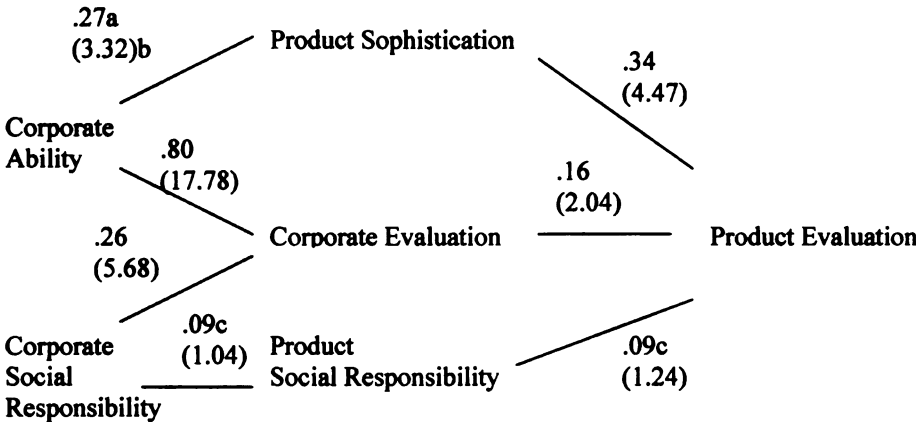 .27a
(3.32)b
Product Sophistication
.34
(4.47)
Corporate
Ability
.80
(17.78)
.16
(2.04)
.26
(5.68)
Corporate Evaluation
Product Evaluation
.09c
(1.04)
Corporate
Social
Responsibility
Product
Social Responsibility
.09c
(1.24)